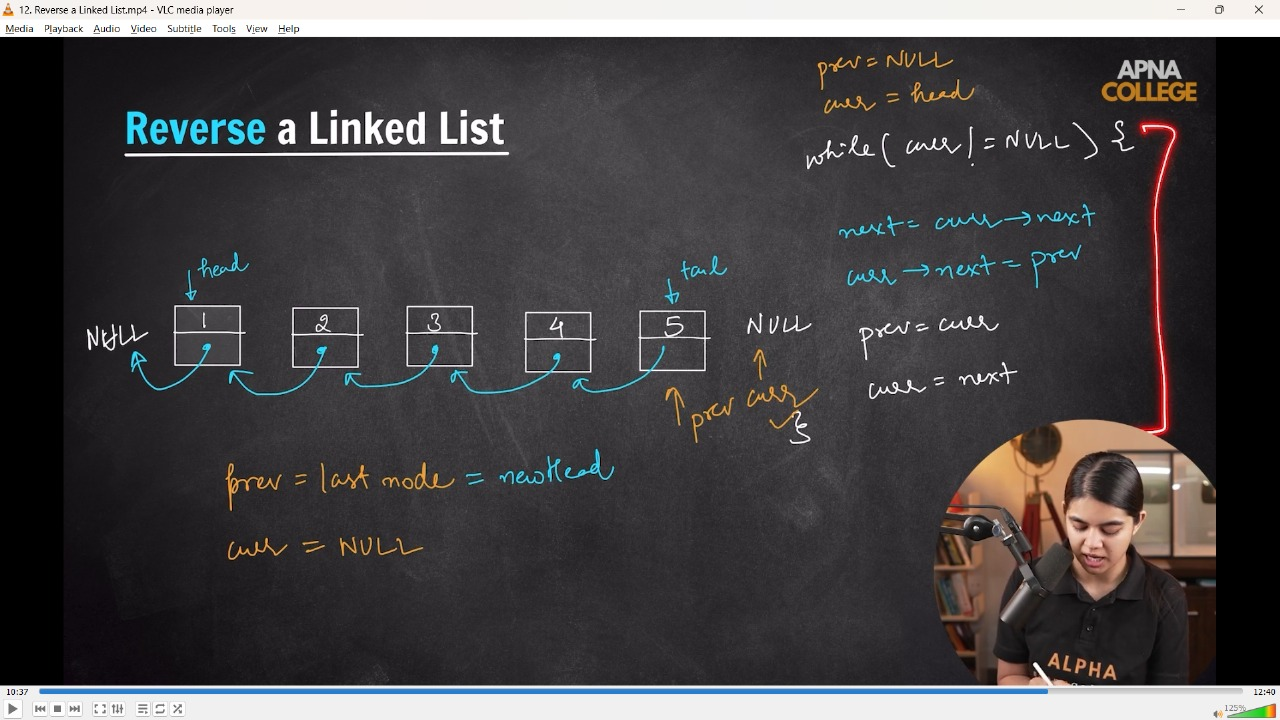 12. Reverse a Linked List.mp4 - VLC media player
Media Playback Audio Video Subtitle Tools View Help
prev = NULL
curr = head
APNA
COLLEGE
Reverse a Linked List
while( curr != NULL ) {
next = curr → next
curr → next = prev
prev = curr
curr = next
}
head
tail
NULL
1
2
3
4
5
NULL
prev curr
prev = last node = newHead
curr = NULL
ALPHA
10:37
12:40
125%